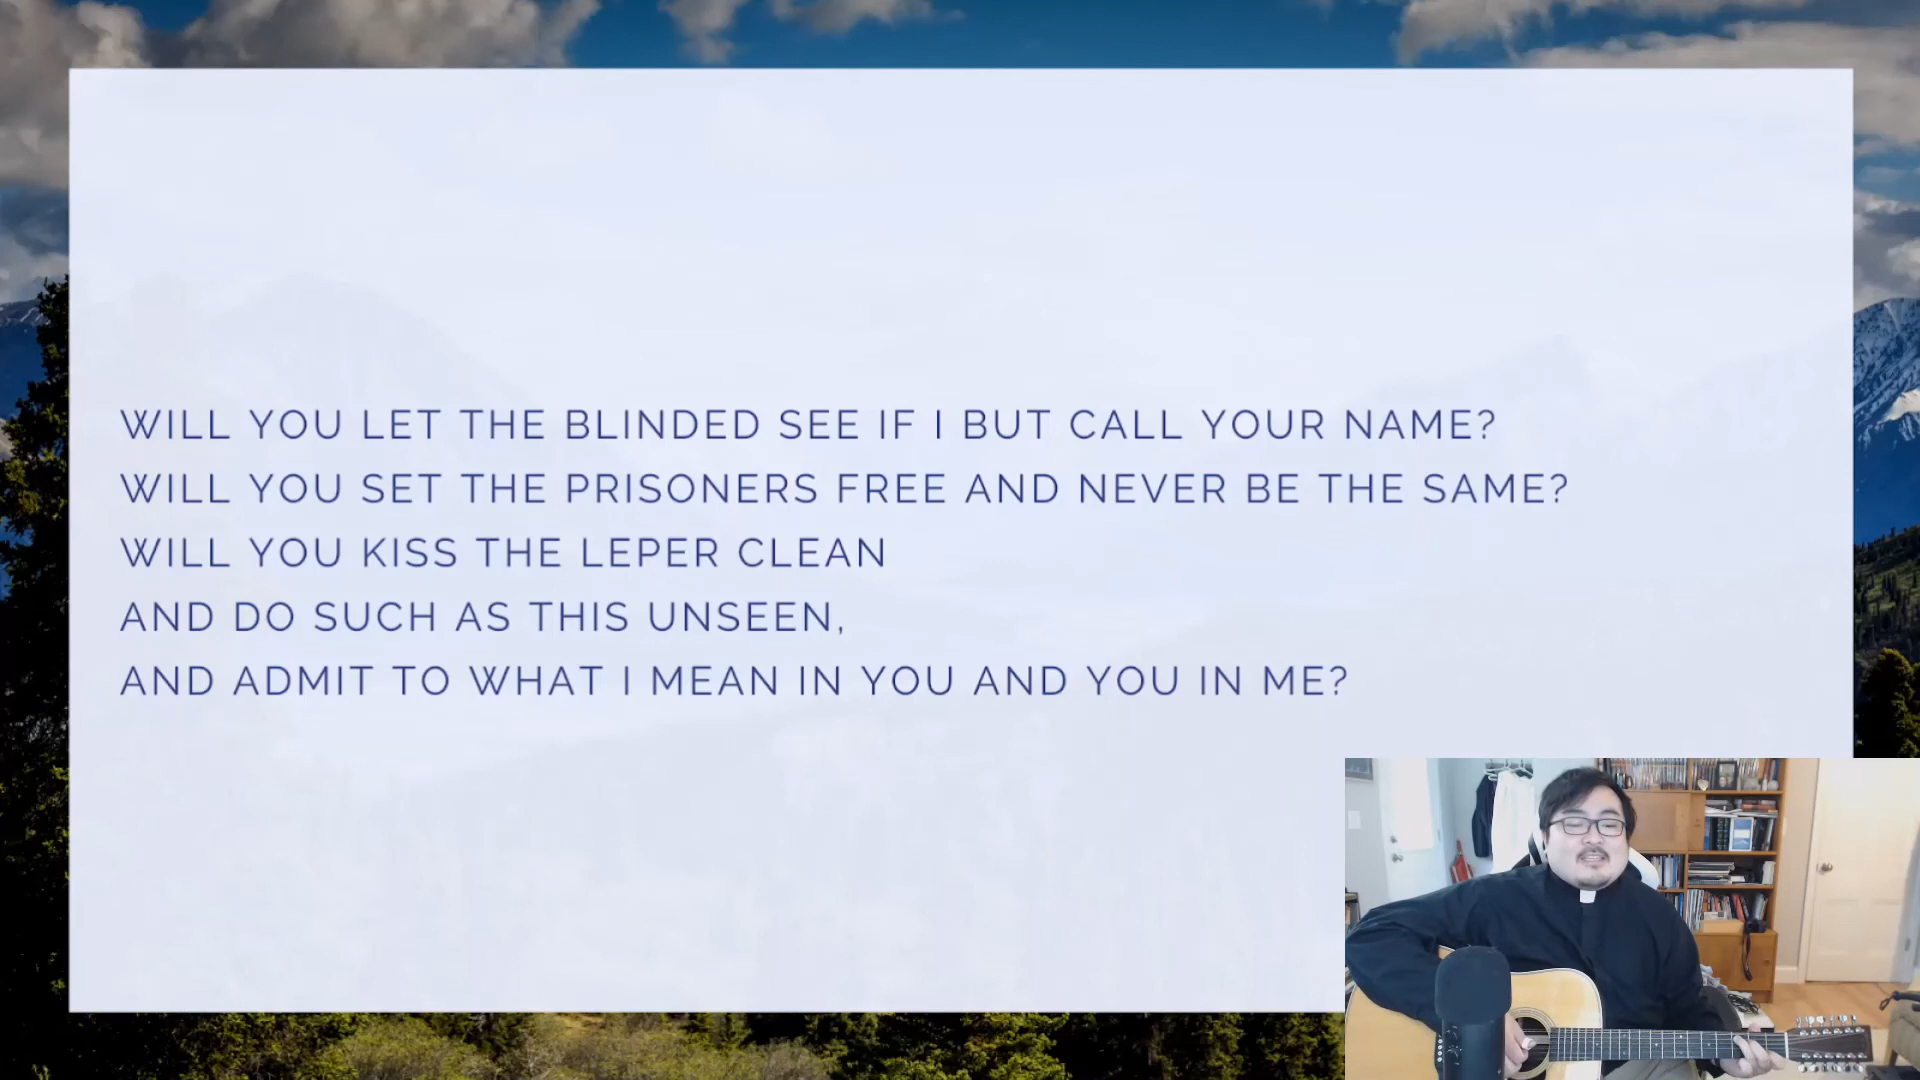 WILL YOU LET THE BLINDED SEE IF I BUT CALL YOUR NAME?
WILL YOU SET THE PRISONERS FREE AND NEVER BE THE SAME?
WILL YOU KISS THE LEPER CLEAN
AND DO SUCH AS THIS UNSEEN,
AND ADMIT TO WHAT I MEAN IN YOU AND YOU IN ME?